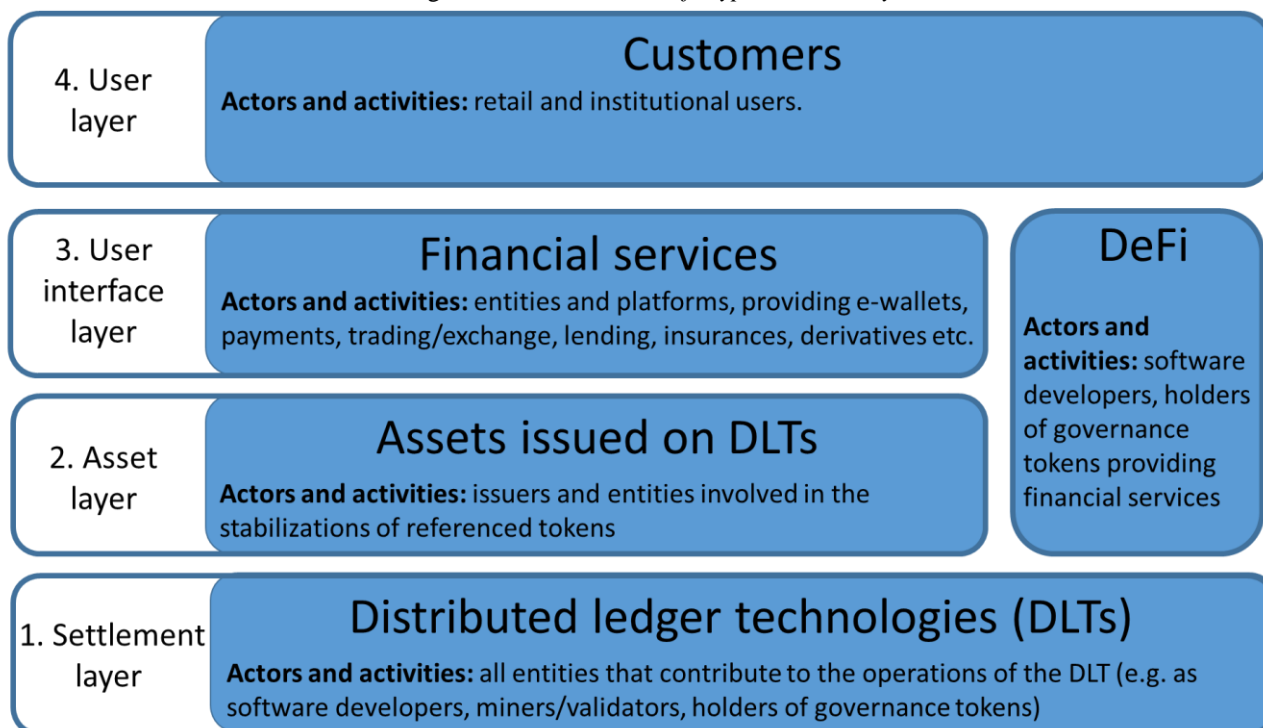 4. User
layer
Customers
Actors and activities: retail and institutional users.
3. User
interface
layer
Financial services
Actors and activities: entities and platforms, providing e-wallets,
payments, trading/exchange, lending, insurances, derivatives etc.
DeFi
Actors and
activities: software
developers, holders
of governance
tokens providing
financial services
2. Asset
layer
Assets issued on DLTs
Actors and activities: issuers and entities involved in the
stabilizations of referenced tokens
1. Settlement
layer
Distributed ledger technologies (DLTs)
Actors and activities: all entities that contribute to the operations of the DLT (e.g. as
software developers, miners/validators, holders of governance tokens)